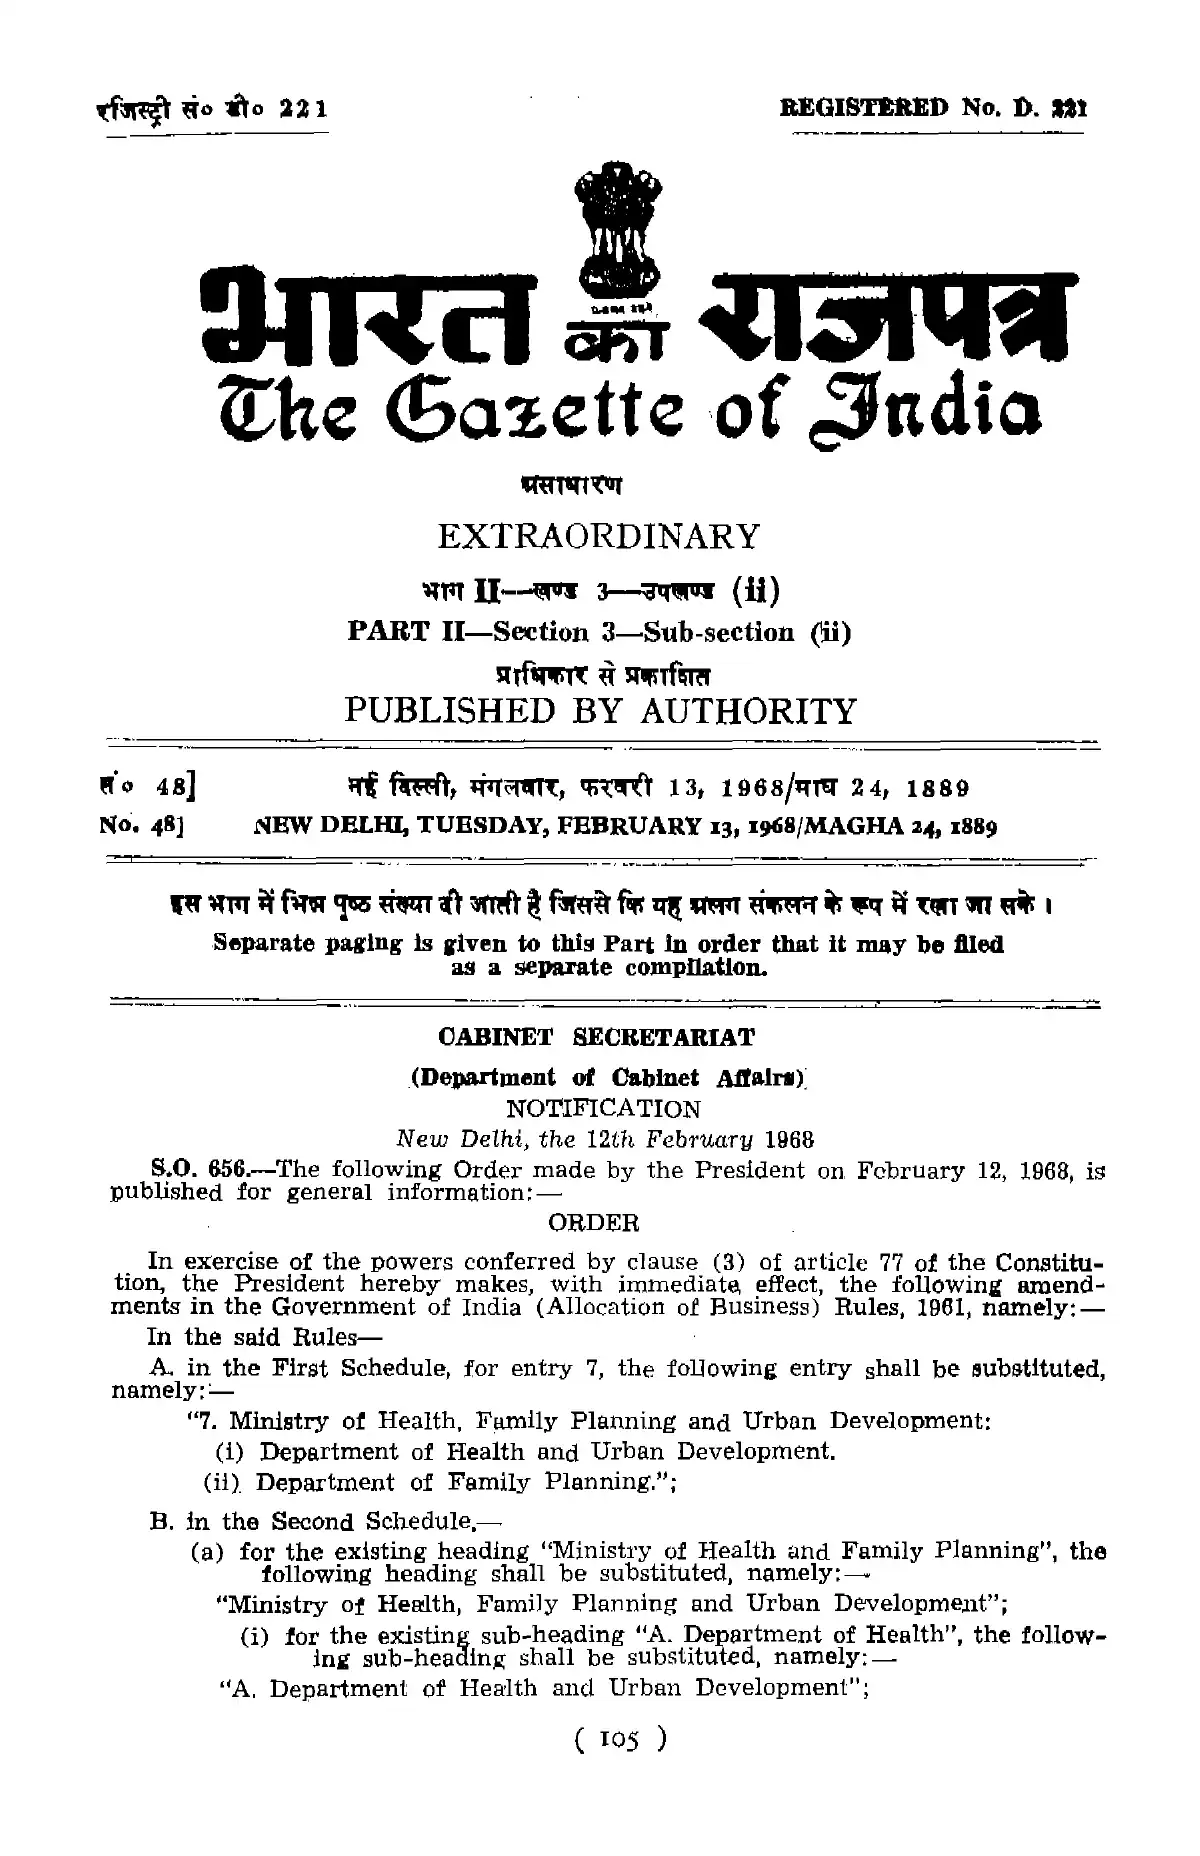 रजिस्ट्री सं० डी० 221
REGISTERED No. D. 221
भारत का राजपत्र
The Gazette of India
असाधारण
EXTRAORDINARY
भाग II—खण्ड 3—उपखण्ड (ii)
PART II—Section 3—Sub-section (ii)
प्राधिकार से प्रकाशित
PUBLISHED BY AUTHORITY
सं० 48] नई दिल्ली, मंगलवार, फरवरी 13, 1968/माघ 24, 1889
No. 48] NEW DELHI, TUESDAY, FEBRUARY 13, 1968/MAGHA 24, 1889
इस भाग में भिन्न पृष्ठ संख्या दी जाती है जिससे कि यह अलग संकलन के रूप में रखा जा सके ।
Separate paging is given to this Part in order that it may be filed
as a separate compilation.
CABINET SECRETARIAT
(Department of Cabinet Affairs)
NOTIFICATION
New Delhi, the 12th February 1968
S.O. 656.—The following Order made by the President on February 12, 1968, is
published for general information:—
ORDER
In exercise of the powers conferred by clause (3) of article 77 of the Constitu-
tion, the President hereby makes, with immediate effect, the following amend-
ments in the Government of India (Allocation of Business) Rules, 1961, namely:—
In the said Rules—
A. in the First Schedule, for entry 7, the following entry shall be substituted,
namely:—
"7. Ministry of Health, Family Planning and Urban Development:
(i) Department of Health and Urban Development.
(ii) Department of Family Planning.";
B. in the Second Schedule,—
(a) for the existing heading "Ministry of Health and Family Planning", the
following heading shall be substituted, namely:—
"Ministry of Health, Family Planning and Urban Development";
(i) for the existing sub-heading "A. Department of Health", the follow-
ing sub-heading shall be substituted, namely:—
"A. Department of Health and Urban Development";
( 105 )